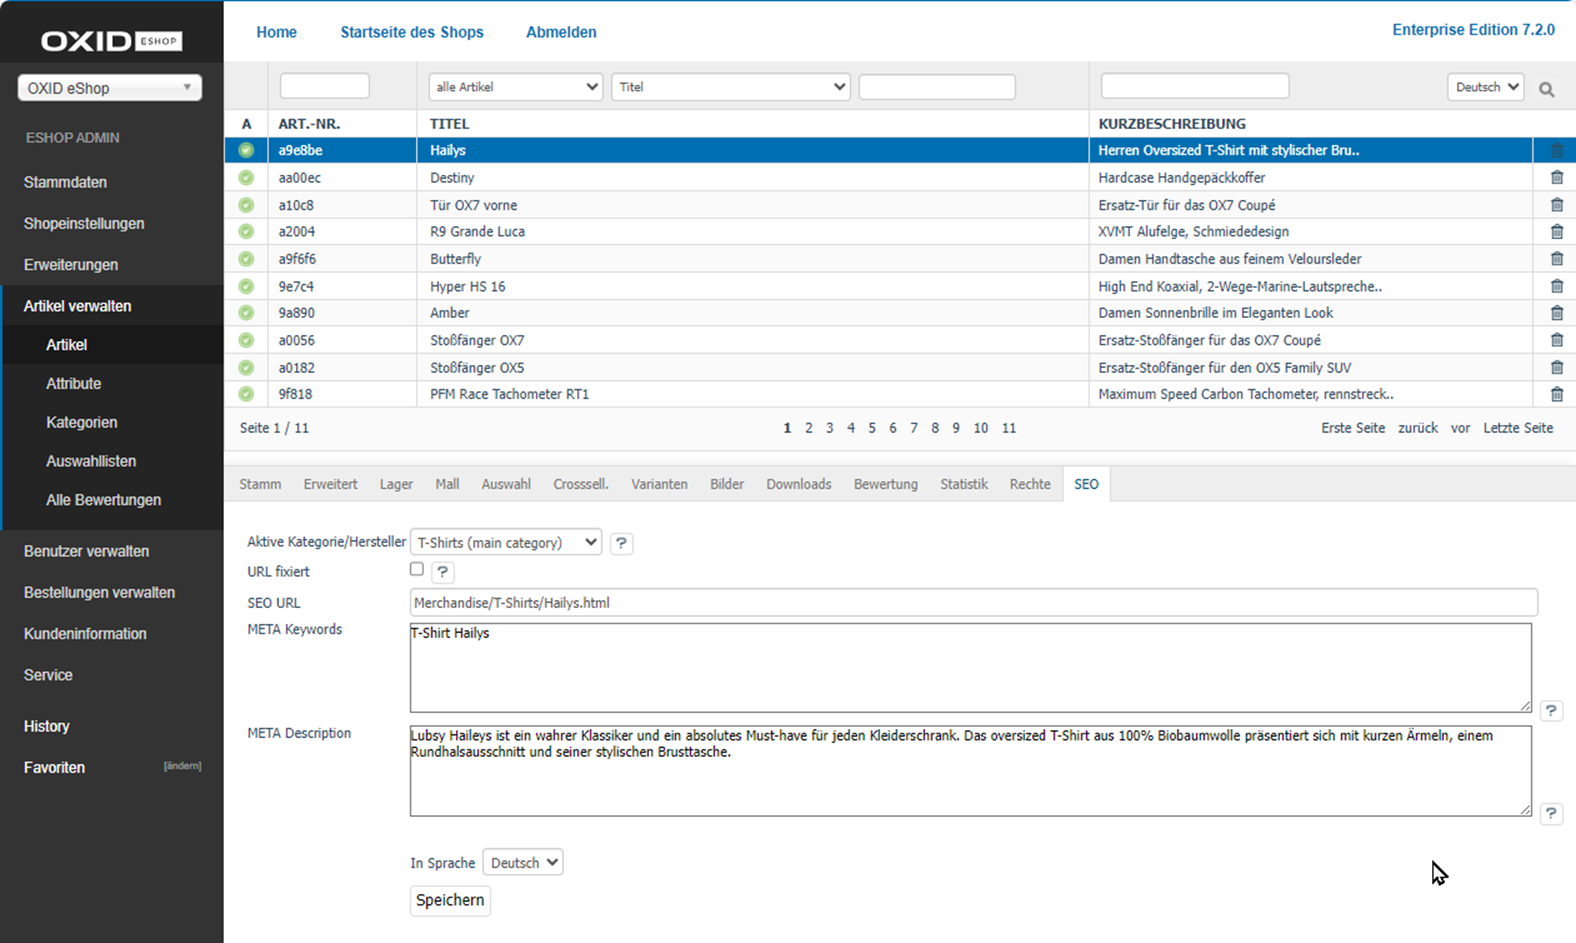 OXID ESHOP
Home Startseite des Shops Abmelden Enterprise Edition 7.2.0
OXID eShop
alle Artikel Titel Deutsch
ESHOP ADMIN
Stammdaten
Shopeinstellungen
Erweiterungen
Artikel verwalten
Artikel
Attribute
Kategorien
Auswahllisten
Alle Bewertungen
Benutzer verwalten
Bestellungen verwalten
Kundeninformation
Service
History
Favoriten [ändern]
A ART.-NR. TITEL KURZBESCHREIBUNG
a9e8be Hailys Herren Oversized T-Shirt mit stylischer Bru..
aa00ec Destiny Hardcase Handgepäckkoffer
a10c8 Tür OX7 vorne Ersatz-Tür für das OX7 Coupé
a2004 R9 Grande Luca XVMT Alufelge, Schmiededesign
a9f6f6 Butterfly Damen Handtasche aus feinem Veloursleder
9e7c4 Hyper HS 16 High End Koaxial, 2-Wege-Marine-Lautspreche..
9a890 Amber Damen Sonnenbrille im Eleganten Look
a0056 Stoßfänger OX7 Ersatz-Stoßfänger für das OX7 Coupé
a0182 Stoßfänger OX5 Ersatz-Stoßfänger für den OX5 Family SUV
9f818 PFM Race Tachometer RT1 Maximum Speed Carbon Tachometer, rennstreck..
Seite 1 / 11 1 2 3 4 5 6 7 8 9 10 11 Erste Seite zurück vor Letzte Seite
Stamm Erweitert Lager Mall Auswahl Crosssell. Varianten Bilder Downloads Bewertung Statistik Rechte SEO
Aktive Kategorie/Hersteller T-Shirts (main category) ?
URL fixiert ?
SEO URL Merchandise/T-Shirts/Hailys.html
META Keywords T-Shirt Hailys
?
META Description Lubsy Haileys ist ein wahrer Klassiker und ein absolutes Must-have für jeden Kleiderschrank. Das oversized T-Shirt aus 100% Biobaumwolle präsentiert sich mit kurzen Ärmeln, einem
Rundhalsausschnitt und seiner stylischen Brusttasche.
?
In Sprache Deutsch
Speichern